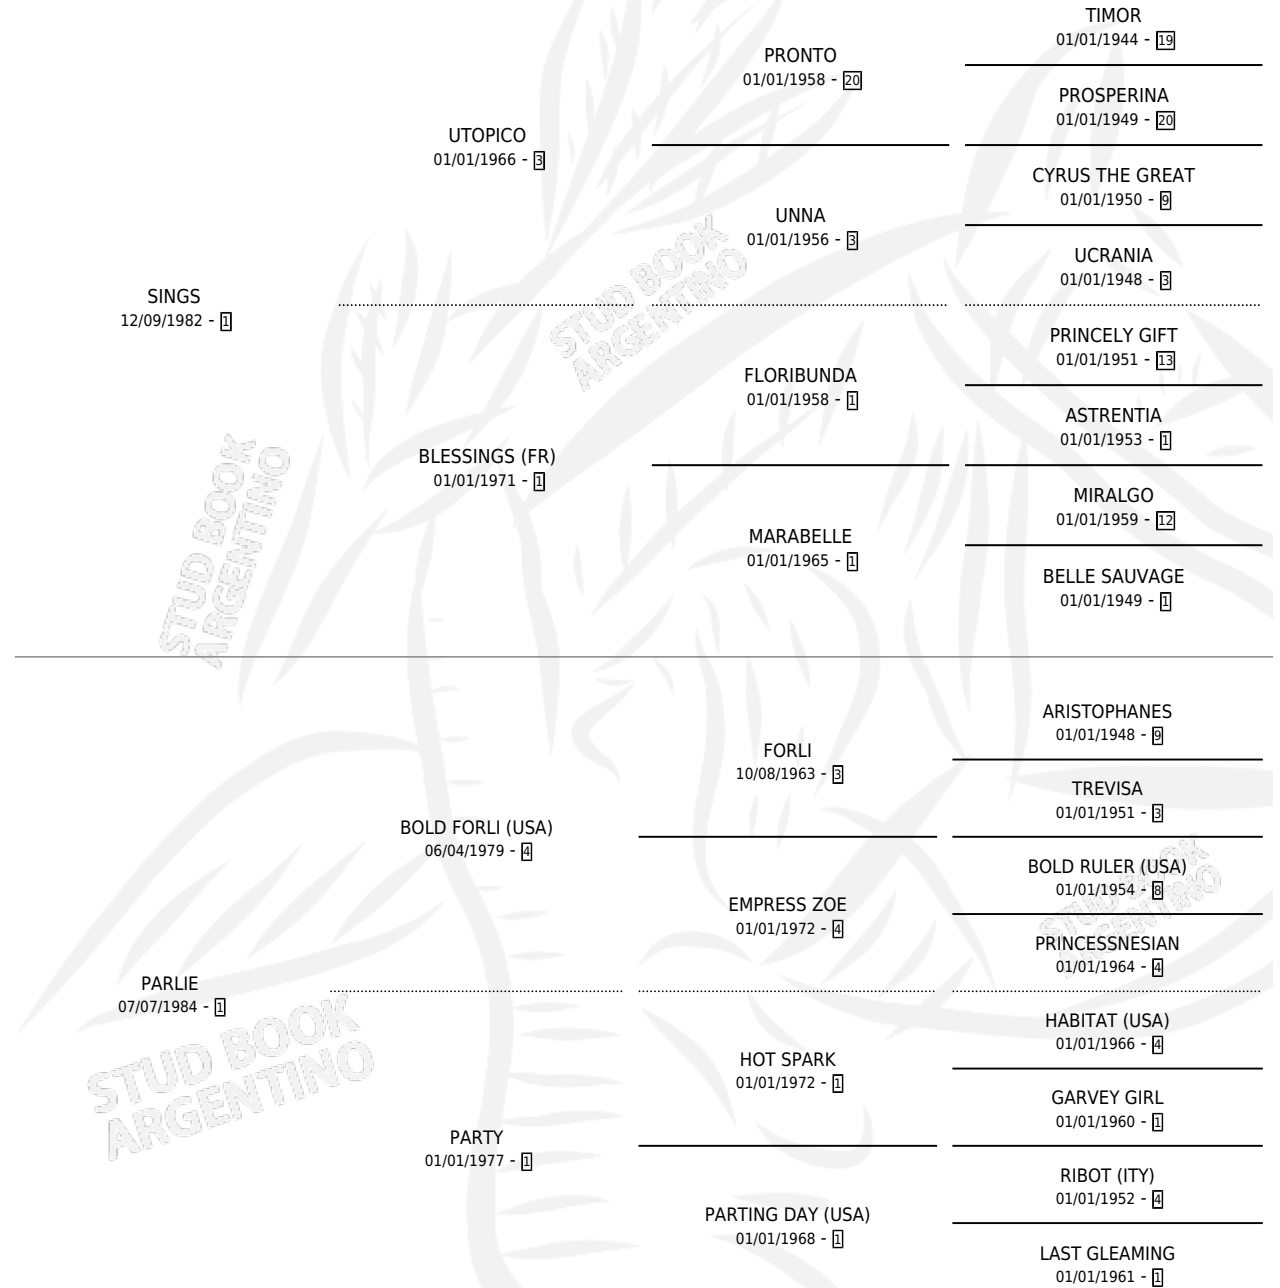 TIMOR
01/01/1944 - 19
PRONTO
01/01/1958 - 20
PROSPERINA
01/01/1949 - 20
UTOPICO
01/01/1966 - 3
CYRUS THE GREAT
01/01/1950 - 9
UNNA
01/01/1956 - 3
UCRANIA
01/01/1948 - 3
SINGS
12/09/1982 - 1
STUD BOOK
ARGENTINO
PRINCELY GIFT
01/01/1951 - 13
FLORIBUNDA
01/01/1958 - 1
ASTRENTIA
01/01/1953 - 1
BLESSINGS (FR)
01/01/1971 - 1
MIRALGO
01/01/1959 - 12
MARABELLE
01/01/1965 - 1
BELLE SAUVAGE
01/01/1949 - 1
STUD BOOK
ARGENTINO
ARISTOPHANES
01/01/1948 - 9
FORLI
10/08/1963 - 3
TREVISA
01/01/1951 - 3
BOLD FORLI (USA)
06/04/1979 - 4
BOLD RULER (USA)
01/01/1954 - 8
EMPRESS ZOE
01/01/1972 - 4
STUD BOOK
ARGENTINO
PRINCESSNESIAN
01/01/1964 - 4
PARLIE
07/07/1984 - 1
HABITAT (USA)
01/01/1966 - 4
HOT SPARK
01/01/1972 - 1
GARVEY GIRL
01/01/1960 - 1
STUD BOOK
ARGENTINO
PARTY
01/01/1977 - 1
RIBOT (ITY)
01/01/1952 - 4
PARTING DAY (USA)
01/01/1968 - 1
LAST GLEAMING
01/01/1961 - 1